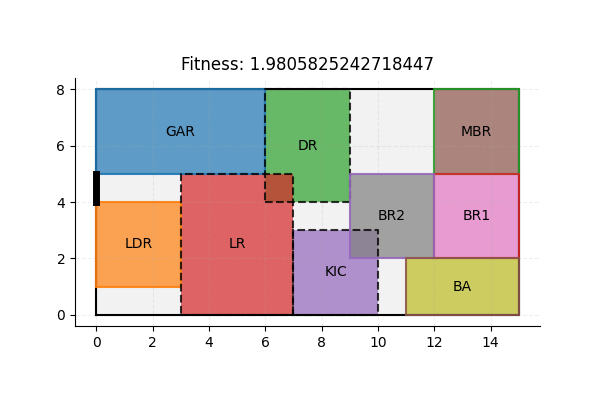 Fitness: 1.9805825242718447
8
GAR
DR
MBR
6
4
LDR
LR
BR2
BR1
KIC
BA
2
0
0 2 4 6 8 10 12 14